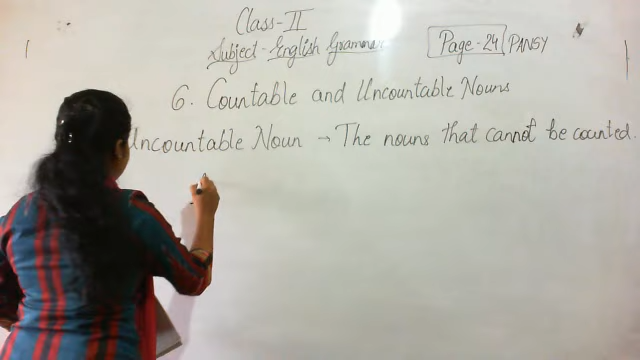 Class-II
Subject-English Grammar Page-24 PANSY
6. Countable and Uncountable Nouns
Uncountable Noun → The nouns that cannot be counted.